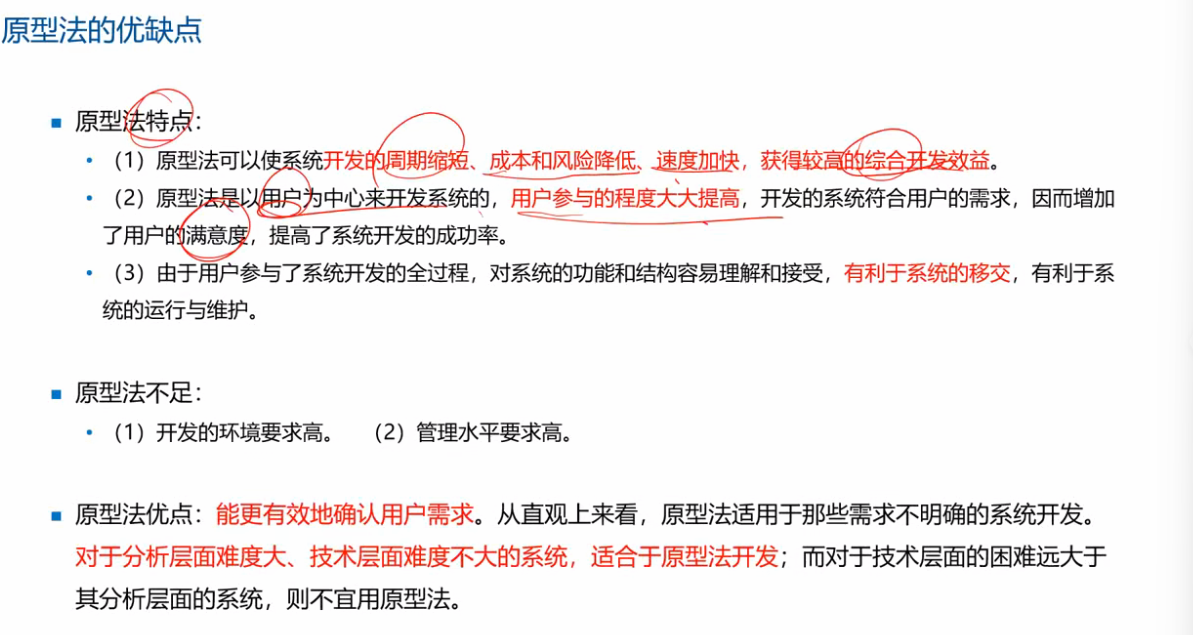 原型法的优缺点
■ 原型法特点：
• （1）原型法可以使系统开发的周期缩短、成本和风险降低、速度加快，获得较高的综合开发效益。
• （2）原型法是以用户为中心来开发系统的，用户参与的程度大大提高，开发的系统符合用户的需求，因而增加
了用户的满意度，提高了系统开发的成功率。
• （3）由于用户参与了系统开发的全过程，对系统的功能和结构容易理解和接受，有利于系统的移交，有利于系
统的运行与维护。
■ 原型法不足：
• （1）开发的环境要求高。 （2）管理水平要求高。
■ 原型法优点：能更有效地确认用户需求。从直观上来看，原型法适用于那些需求不明确的系统开发。
对于分析层面难度大、技术层面难度不大的系统，适合于原型法开发；而对于技术层面的困难远大于
其分析层面的系统，则不宜用原型法。